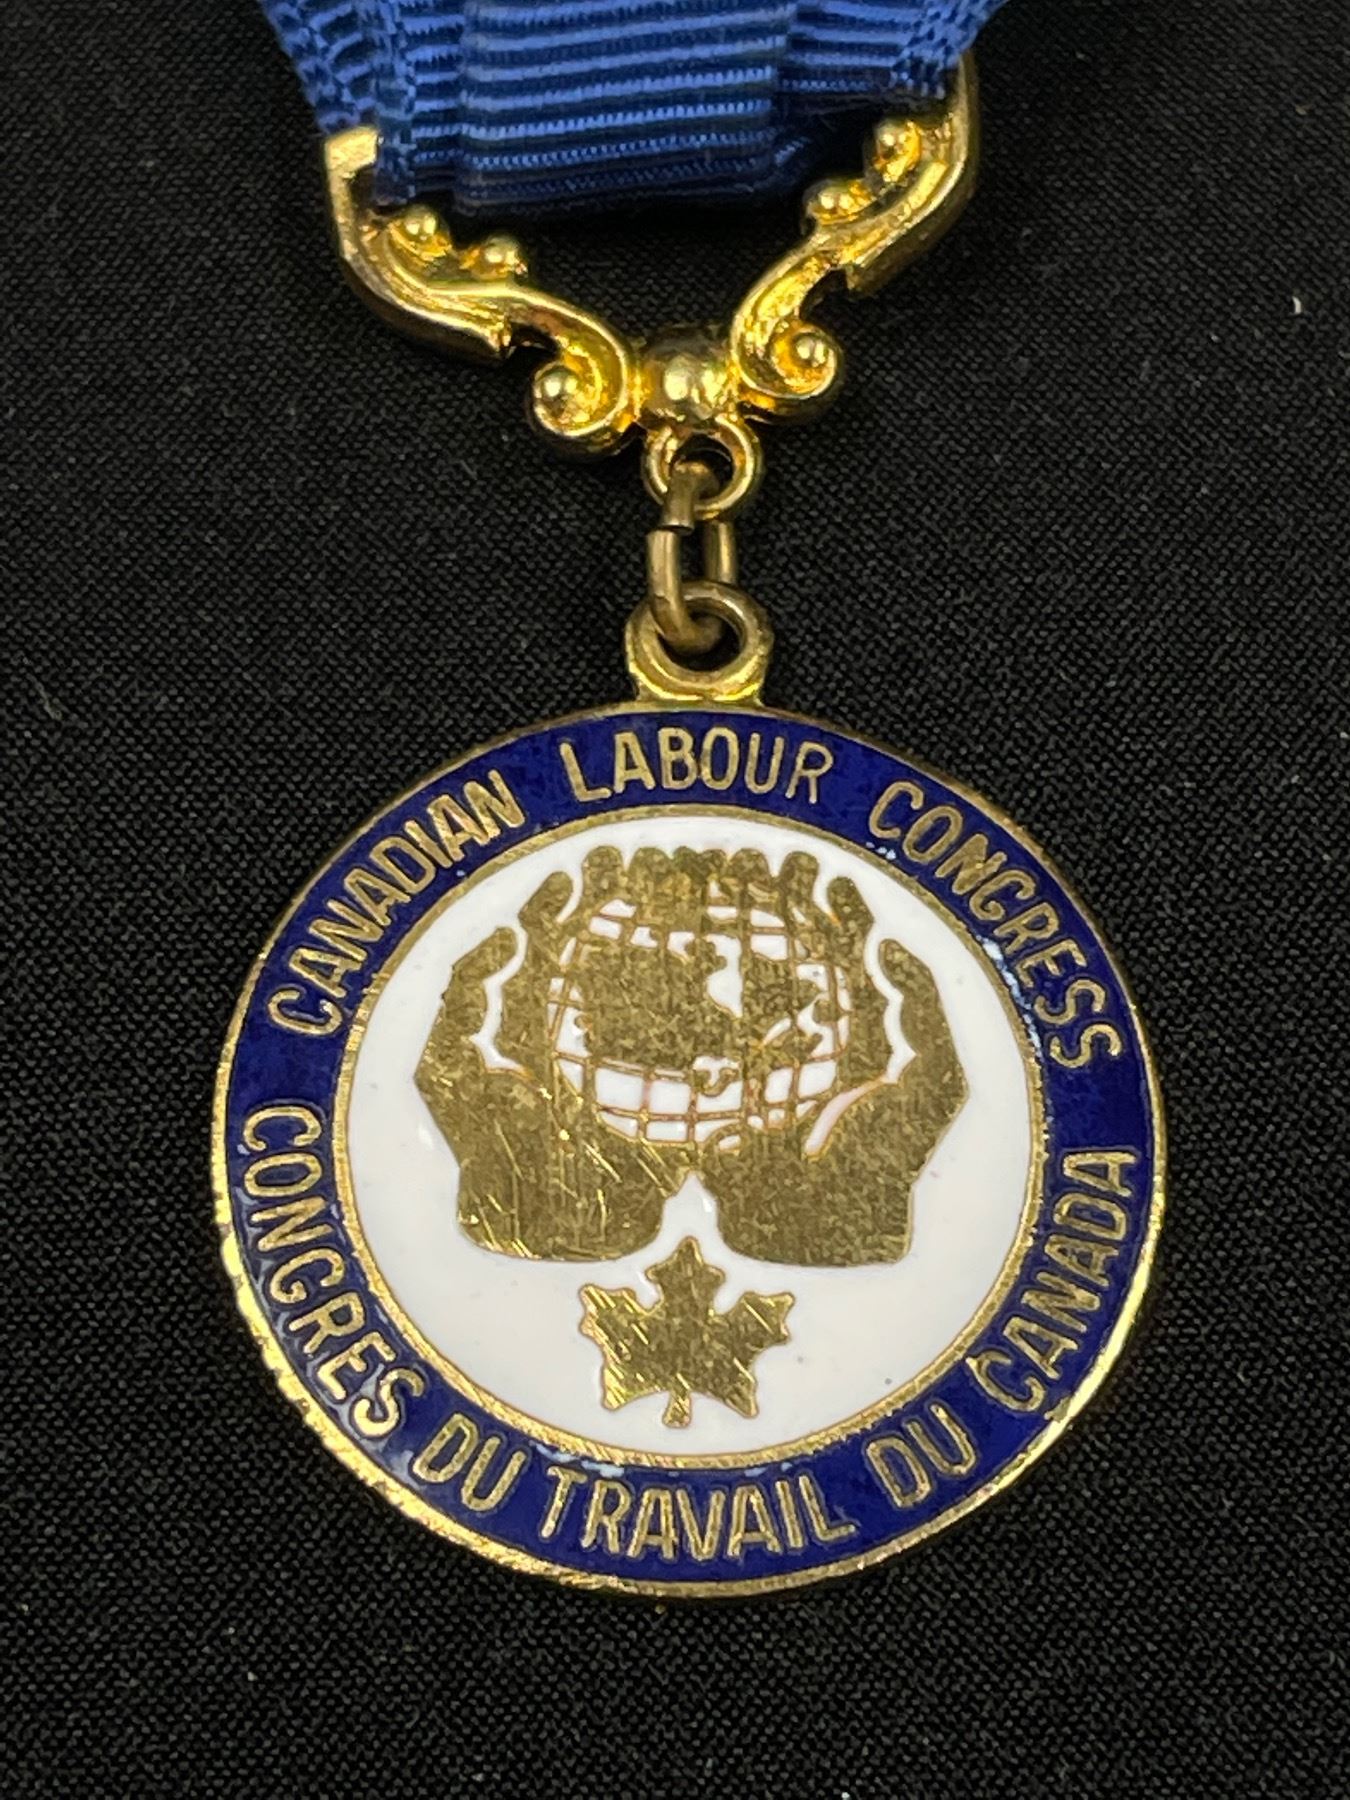 CANADIAN LABOUR CONGRESS
CONGRES DU TRAVAIL DU CANADA